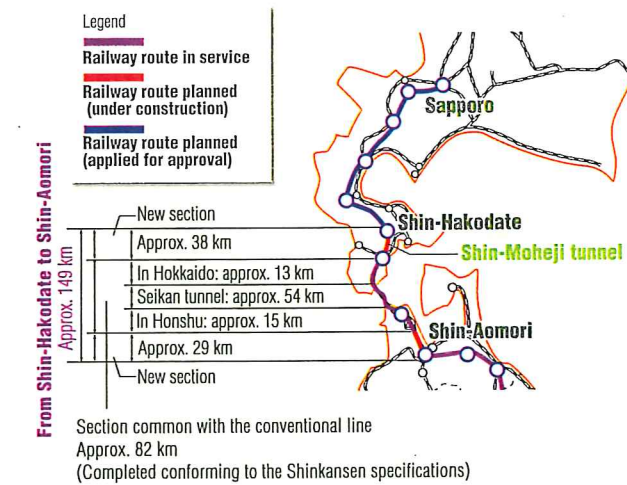 Legend
Railway route in service
Railway route planned
(under construction)
Railway route planned
(applied for approval)
Sapporo
Shin-Hakodate
Shin-Moheji tunnel
Shin-Aomori
From Shin-Hakodate to Shin-Aomori
Approx. 149 km
New section
Approx. 38 km
In Hokkaido: approx. 13 km
Seikan tunnel: approx. 54 km
In Honshu: approx. 15 km
Approx. 29 km
New section
Section common with the conventional line
Approx. 82 km
(Completed conforming to the Shinkansen specifications)